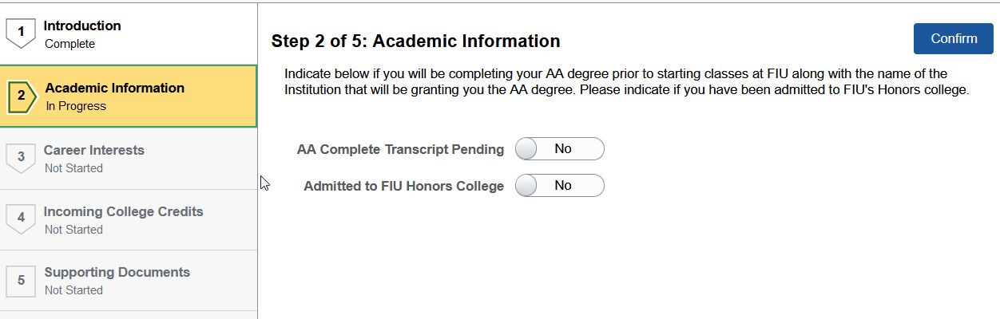 1
Introduction
Complete
2
Academic Information
In Progress
3
Career Interests
Not Started
4
Incoming College Credits
Not Started
5
Supporting Documents
Not Started
Step 2 of 5: Academic Information
Confirm
Indicate below if you will be completing your AA degree prior to starting classes at FIU along with the name of the
Institution that will be granting you the AA degree. Please indicate if you have been admitted to FIU's Honors college.
AA Complete Transcript Pending No
Admitted to FIU Honors College No